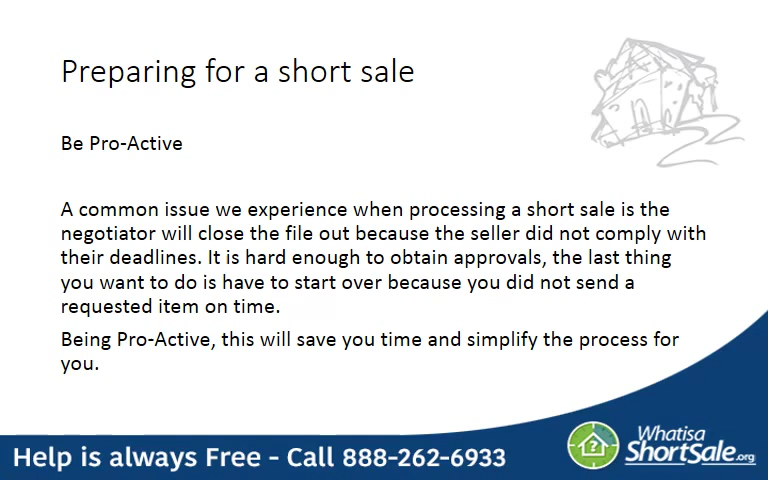 Preparing for a short sale
Be Pro-Active
A common issue we experience when processing a short sale is the
negotiator will close the file out because the seller did not comply with
their deadlines. It is hard enough to obtain approvals, the last thing
you want to do is have to start over because you did not send a
requested item on time.
Being Pro-Active, this will save you time and simplify the process for
you.
Help is always Free - Call 888-262-6933
?
Whatisa
ShortSale.org